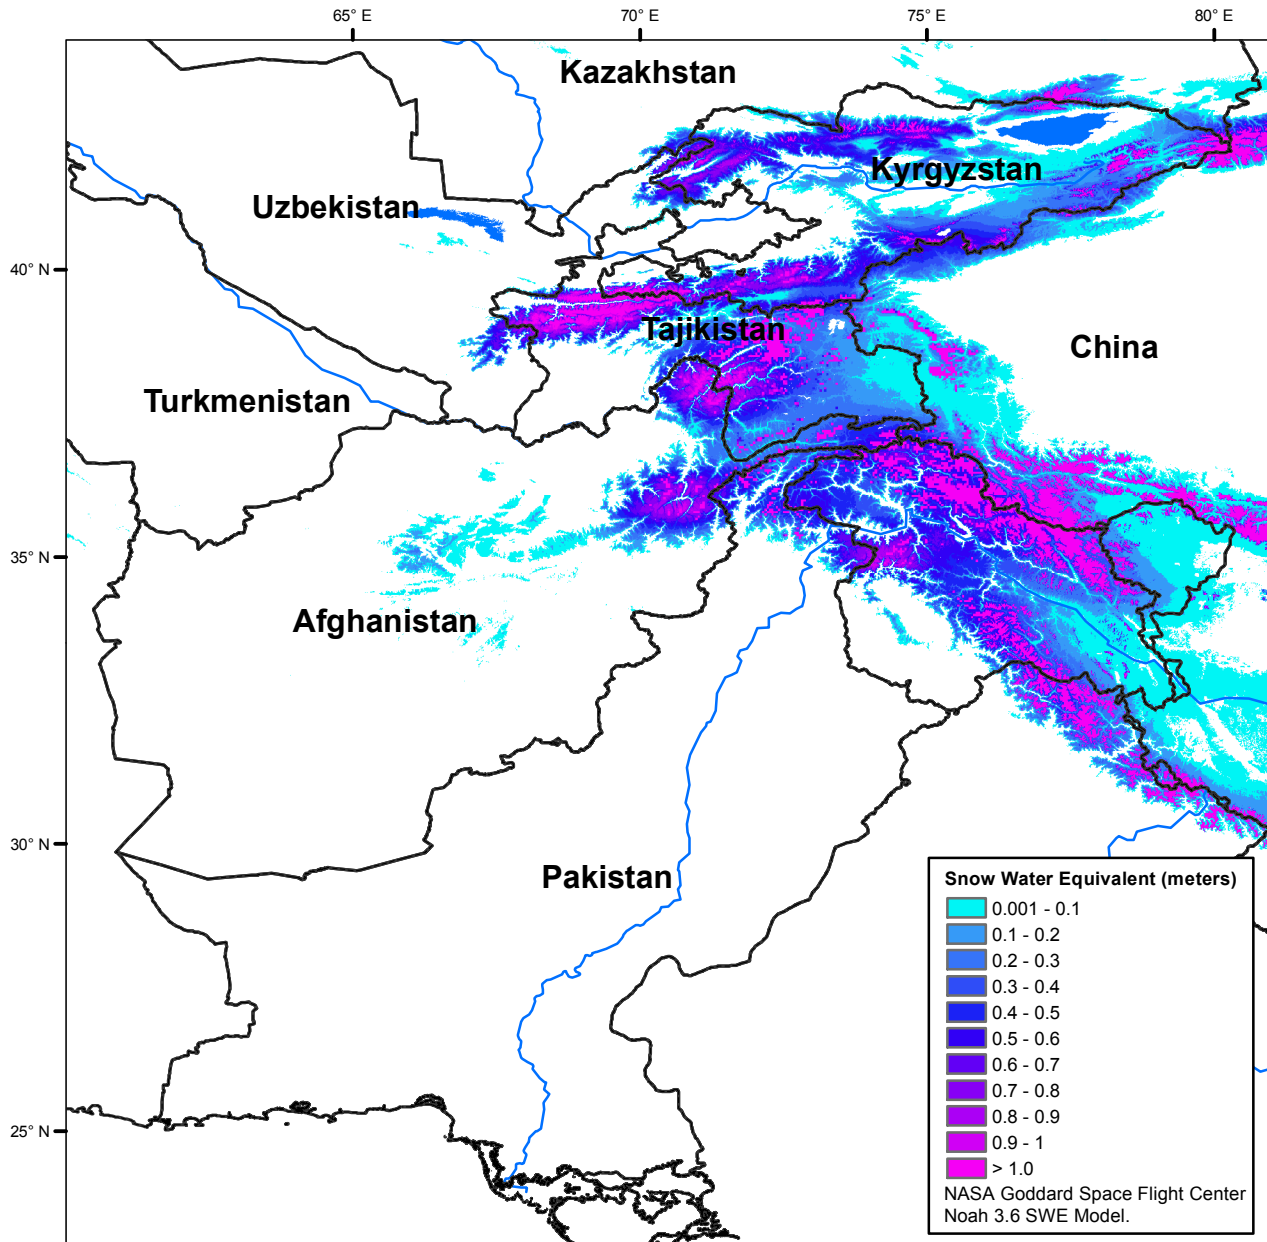 65° E
70° E
75° E
80° E
Kazakhstan
Kyrgyzstan
Uzbekistan
40° N
Tajikistan
China
Turkmenistan
35° N
Afghanistan
30° N
Pakistan
Snow Water Equivalent (meters)
0.001 - 0.1
0.1 - 0.2
0.2 - 0.3
0.3 - 0.4
0.4 - 0.5
0.5 - 0.6
0.6 - 0.7
0.7 - 0.8
0.8 - 0.9
0.9 - 1
> 1.0
NASA Goddard Space Flight Center
Noah 3.6 SWE Model.
25° N